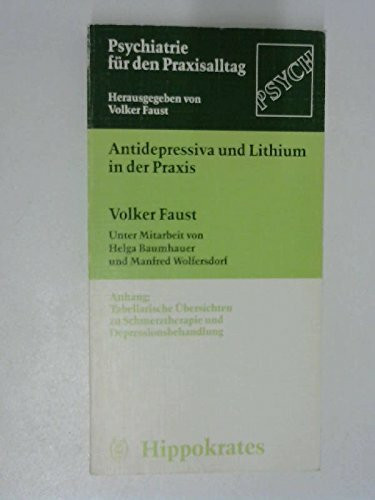 Psychiatrie
für den Praxisalltag
Herausgegeben von
Volker Faust
PSYCH
Antidepressiva und Lithium
in der Praxis
Volker Faust
Unter Mitarbeit von
Helga Baumhauer
und Manfred Wolfersdorf
Anhang:
Tabellarische Übersichten
zu Schmerztherapie und
Depressionsbehandlung
Hippokrates